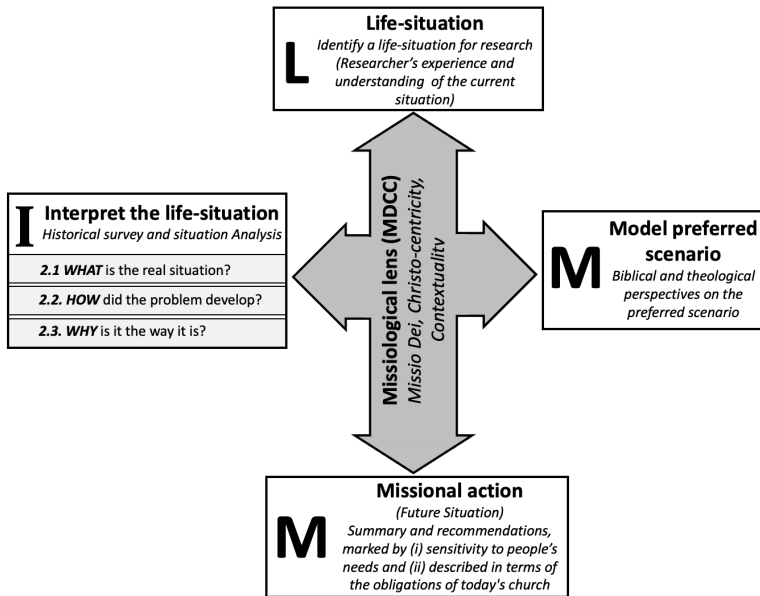 Life-situation
L
Identify a life-situation for research
(Researcher’s experience and
understanding of the current
situation)
I
Interpret the life-situation
Historical survey and situation Analysis
2.1 WHAT is the real situation?
2.2. HOW did the problem develop?
2.3. WHY is it the way it is?
Missiological lens (MDCC)
Missio Dei, Christo-centricity,
Contextuality
M
Model preferred
scenario
Biblical and theological
perspectives on the
preferred scenario
M
Missional action
(Future Situation)
Summary and recommendations,
marked by (i) sensitivity to people’s
needs and (ii) described in terms of
the obligations of today's church